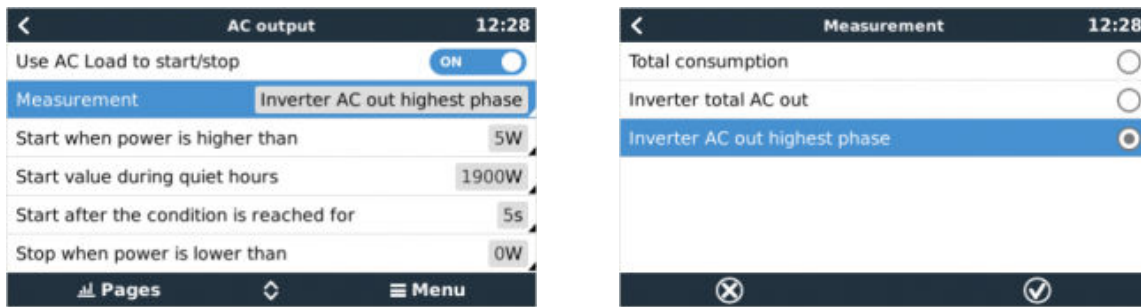 AC output 12:28
Use AC Load to start/stop ON
Measurement Inverter AC out highest phase
Start when power is higher than 5W
Start value during quiet hours 1900W
Start after the condition is reached for 5s
Stop when power is lower than 0W
Pages Menu
Measurement 12:28
Total consumption
Inverter total AC out
Inverter AC out highest phase